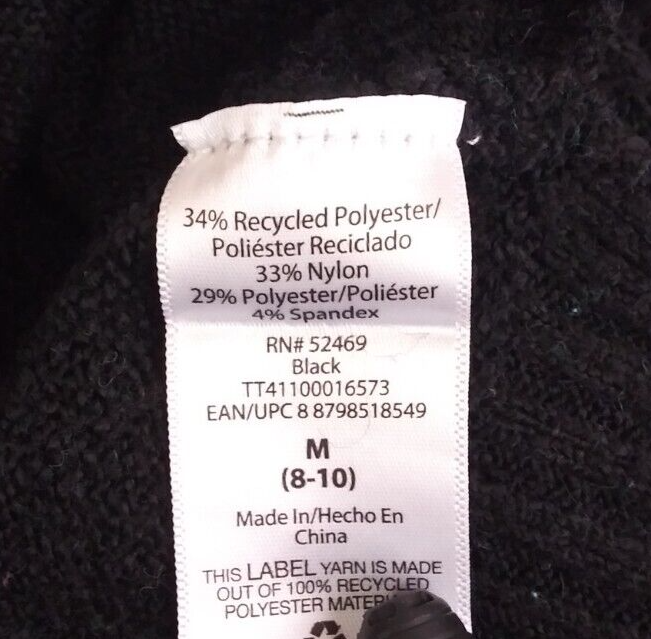 34% Recycled Polyester/
Poliéster Reciclado
33% Nylon
29% Polyester/Poliéster
4% Spandex
RN# 52469
Black
TT41100016573
EAN/UPC 8 8798518549
M
(8-10)
Made In/Hecho En
China
THIS LABEL YARN IS MADE
OUT OF 100% RECYCLED
POLYESTER